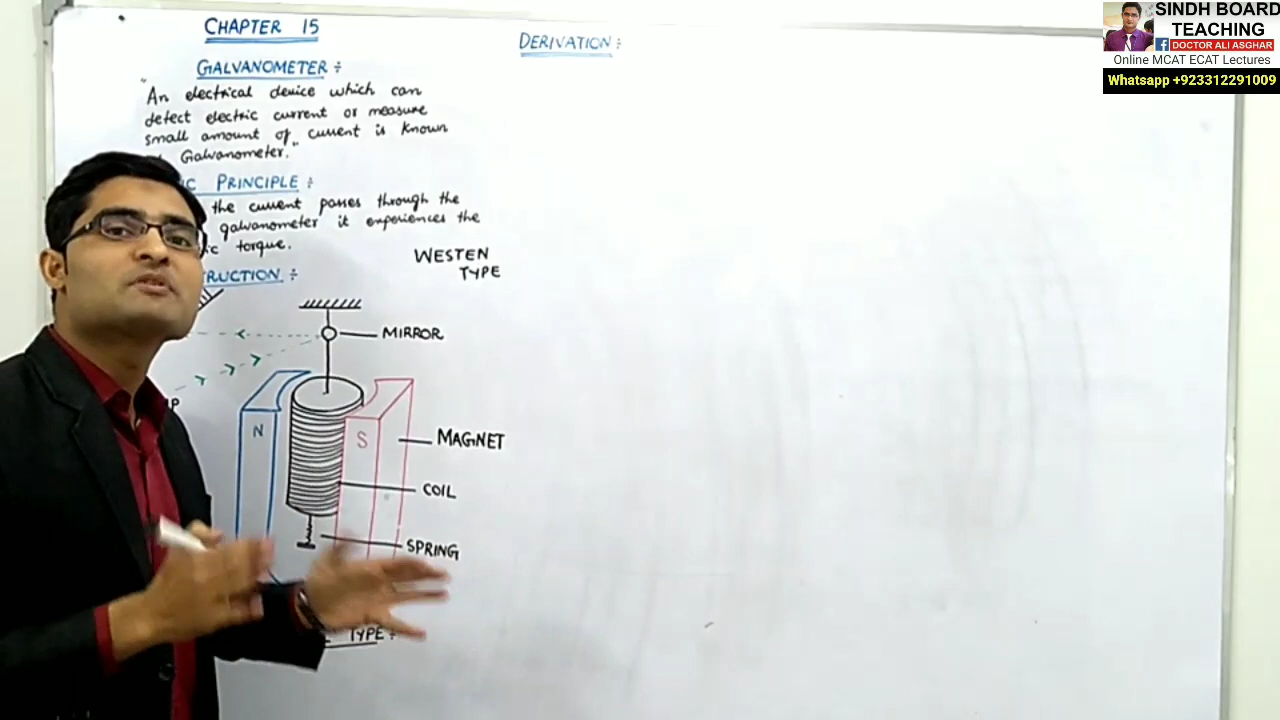 CHAPTER 15
GALVANOMETER ÷
"An electrical device which can
detect electric current or measure
small amount of current is known
Galvanometer."
PRINCIPLE ÷
the current passes through the
galvanometer it experiences the
torque.
÷
WESTEN
TYPE
MIRROR
N
S
MAGNET
COIL
SPRING
TYPE ÷
DERIVATION ÷
SINDH BOARD
TEACHING
DOCTOR ALI ASGHAR
Online MCAT ECAT Lectures
Whatsapp +923312291009